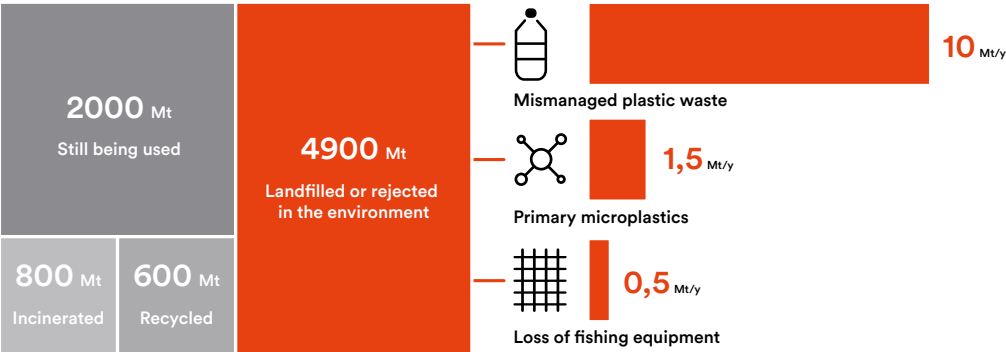 2000 Mt
Still being used
800 Mt
Incinerated
600 Mt
Recycled
4900 Mt
Landfilled or rejected
in the environment
10 Mt/y
Mismanaged plastic waste
1,5 Mt/y
Primary microplastics
0,5 Mt/y
Loss of fishing equipment